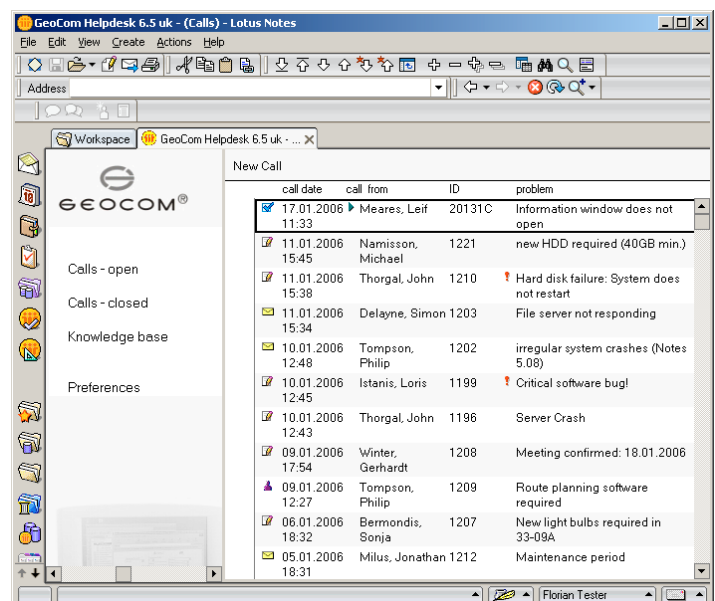 GeoCom Helpdesk 6.5 uk - (Calls) - Lotus Notes
File Edit View Create Actions Help
Address
Workspace GeoCom Helpdesk 6.5 uk - ...
GEOCOM®
Calls - open
Calls - closed
Knowledge base
Preferences
New Call
call date call from ID problem
17.01.2006 Meares, Leif 20131C Information window does not
11:33 open
11.01.2006 Namisson, 1221 new HDD required (40GB min.)
15:45 Michael
11.01.2006 Thorgal, John 1210 Hard disk failure: System does
15:38 not restart
11.01.2006 Delayne, Simon 1203 File server not responding
15:34
10.01.2006 Tompson, 1202 irregular system crashes (Notes
12:48 Philip 5.08)
10.01.2006 Istanis, Loris 1199 Critical software bug!
12:45
10.01.2006 Thorgal, John 1196 Server Crash
12:43
09.01.2006 Winter, 1208 Meeting confirmed: 18.01.2006
17:54 Gerhardt
09.01.2006 Tompson, 1209 Route planning software
12:27 Philip required
06.01.2006 Bermondis, 1207 New light bulbs required in
18:32 Sonja 33-09A
05.01.2006 Milus, Jonathan 1212 Maintenance period
18:31
Florian Tester